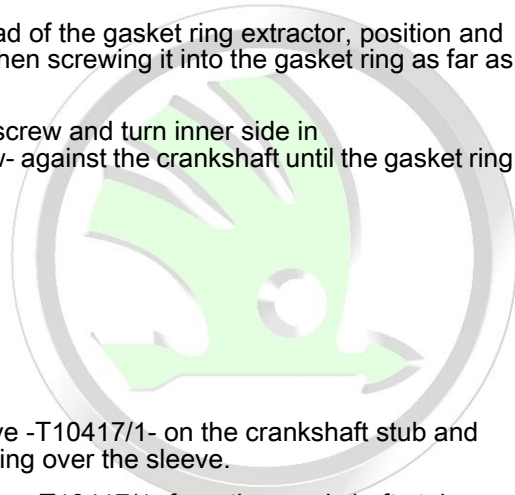 ad of the gasket ring extractor, position and
hen screwing it into the gasket ring as far as
screw and turn inner side in
- against the crankshaft until the gasket ring
ve -T10417/1- on the crankshaft stub and
ing over the sleeve.